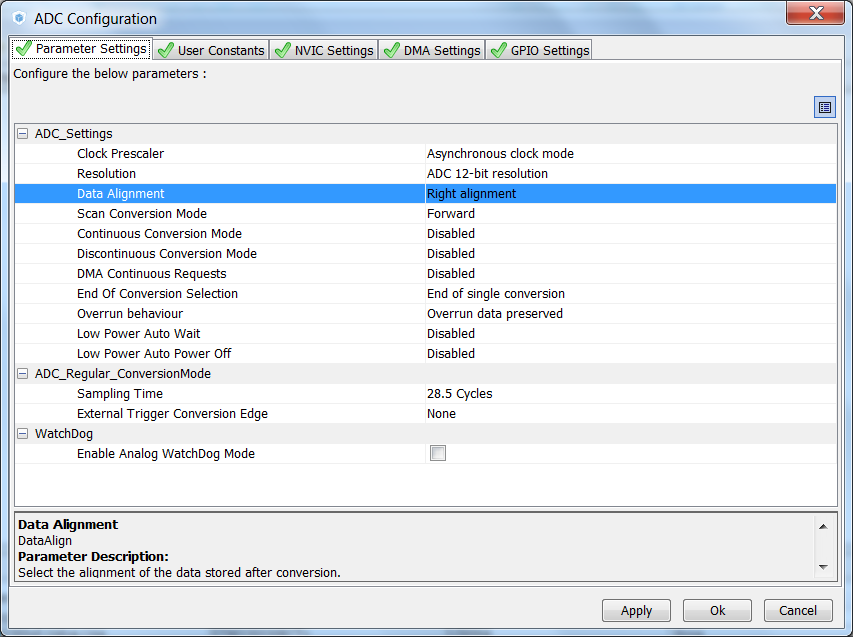 ADC Configuration
Parameter Settings User Constants NVIC Settings DMA Settings GPIO Settings
Configure the below parameters :
ADC_Settings
Clock Prescaler Asynchronous clock mode
Resolution ADC 12-bit resolution
Data Alignment Right alignment
Scan Conversion Mode Forward
Continuous Conversion Mode Disabled
Discontinuous Conversion Mode Disabled
DMA Continuous Requests Disabled
End Of Conversion Selection End of single conversion
Overrun behaviour Overrun data preserved
Low Power Auto Wait Disabled
Low Power Auto Power Off Disabled
ADC_Regular_ConversionMode
Sampling Time 28.5 Cycles
External Trigger Conversion Edge None
WatchDog
Enable Analog WatchDog Mode
Data Alignment
DataAlign
Parameter Description:
Select the alignment of the data stored after conversion.
Apply Ok Cancel